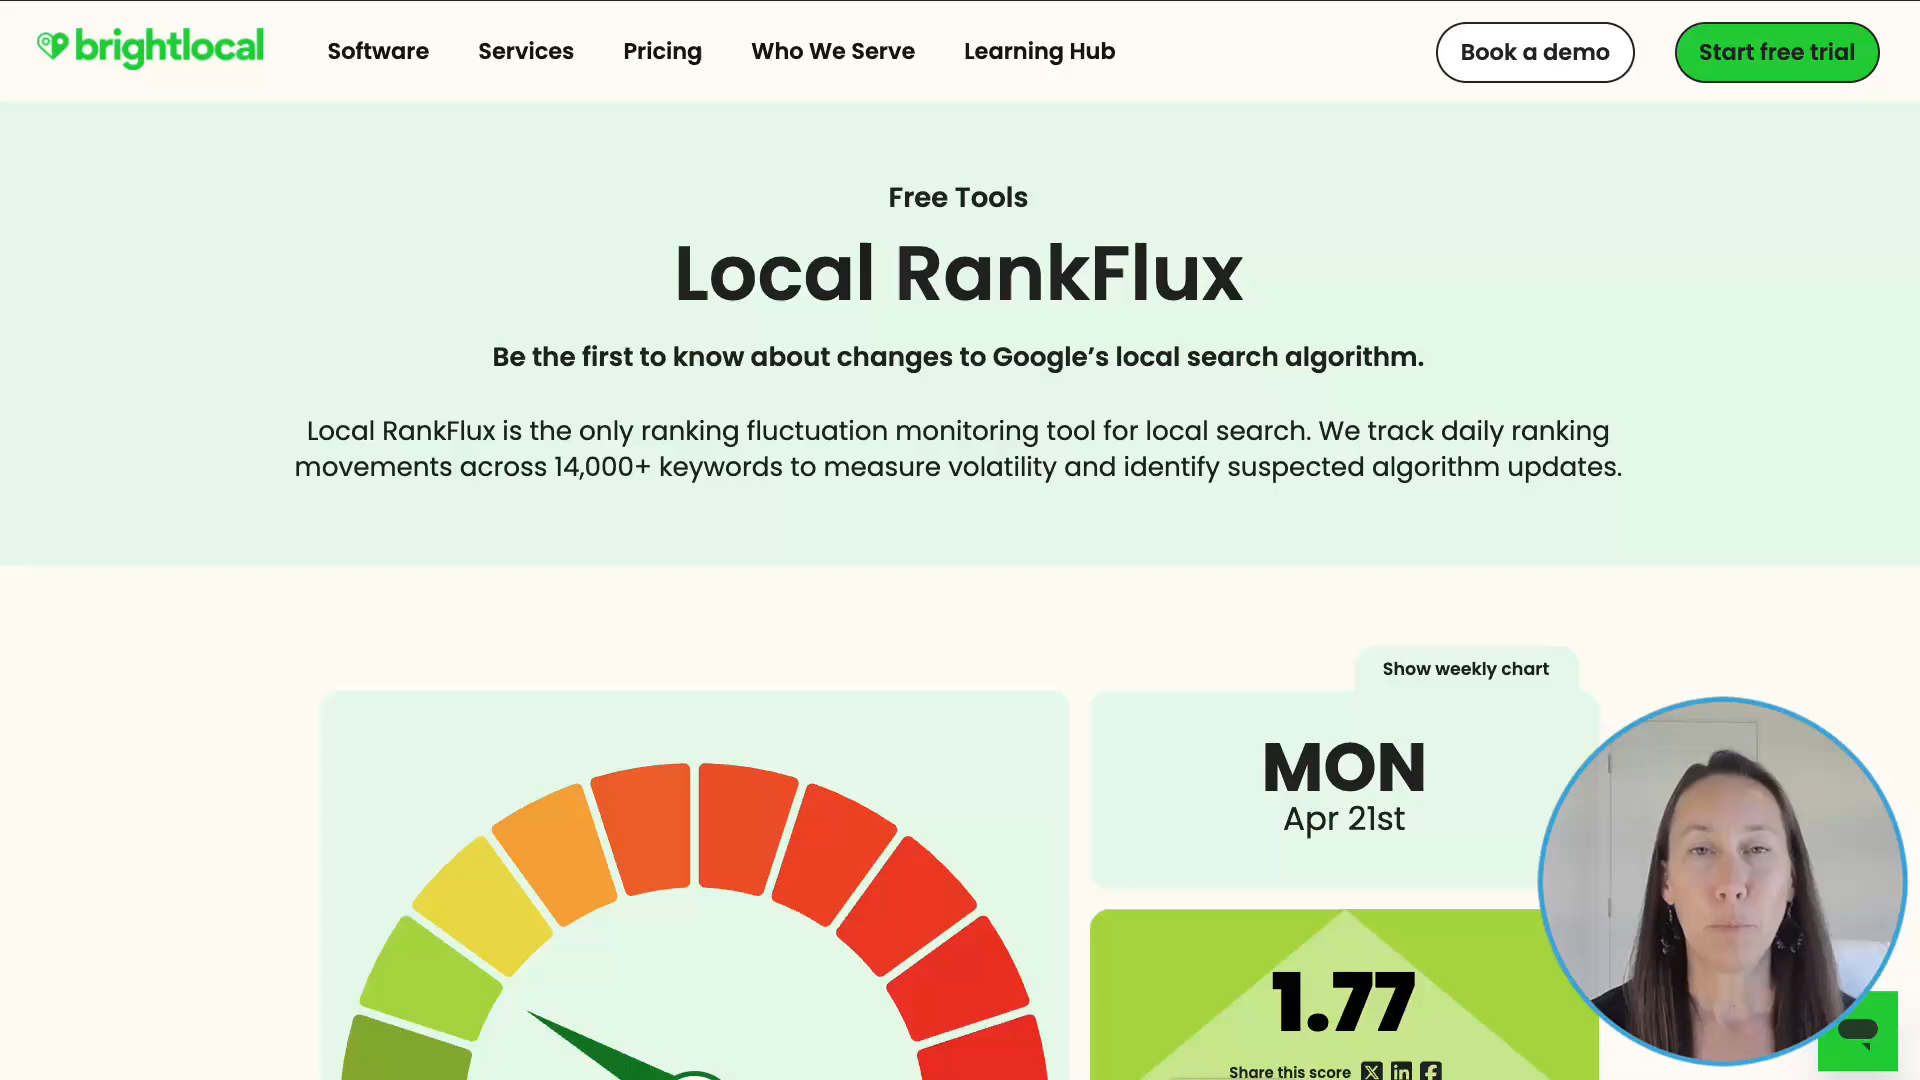 brightlocal
Software
Services
Pricing
Who We Serve
Learning Hub
Book a demo
Start free trial
Free Tools
Local RankFlux
Be the first to know about changes to Google’s local search algorithm.
Local RankFlux is the only ranking fluctuation monitoring tool for local search. We track daily ranking
movements across 14,000+ keywords to measure volatility and identify suspected algorithm updates.
Show weekly chart
MON
Apr 21st
1.77
Share this score